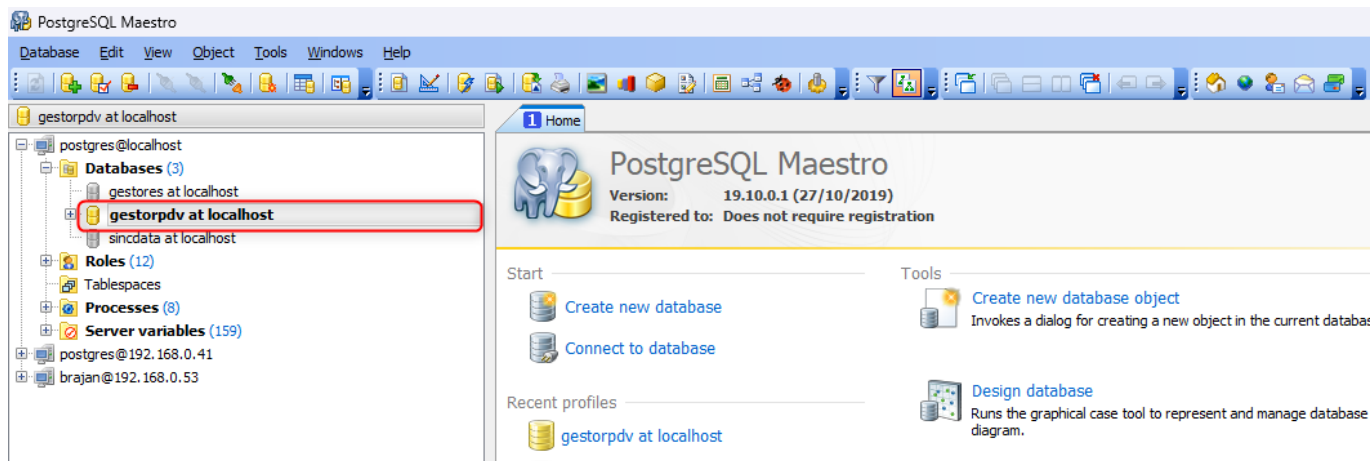 PostgreSQL Maestro
Database Edit View Object Tools Windows Help
gestorpdv at localhost
postgres@localhost
Databases (3)
gestores at localhost
gestorpdv at localhost
sincdata at localhost
Roles (12)
Tablespaces
Processes (8)
Server variables (159)
postgres@192.168.0.41
brajan@192.168.0.53
1 Home
PostgreSQL Maestro
Version: 19.10.0.1 (27/10/2019)
Registered to: Does not require registration
Start
Create new database
Connect to database
Recent profiles
gestorpdv at localhost
Tools
Create new database object
Invokes a dialog for creating a new object in the current databas
Design database
Runs the graphical case tool to represent and manage database
diagram.